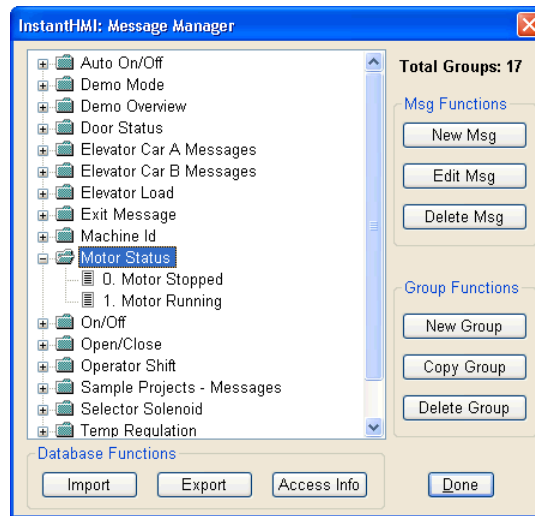 InstantHMI: Message Manager
Auto On/Off
Demo Mode
Demo Overview
Door Status
Elevator Car A Messages
Elevator Car B Messages
Elevator Load
Exit Message
Machine Id
Motor Status
0. Motor Stopped
1. Motor Running
On/Off
Open/Close
Operator Shift
Sample Projects - Messages
Selector Solenoid
Temp Regulation
Total Groups: 17
Msg Functions
New Msg
Edit Msg
Delete Msg
Group Functions
New Group
Copy Group
Delete Group
Database Functions
Import
Export
Access Info
Done